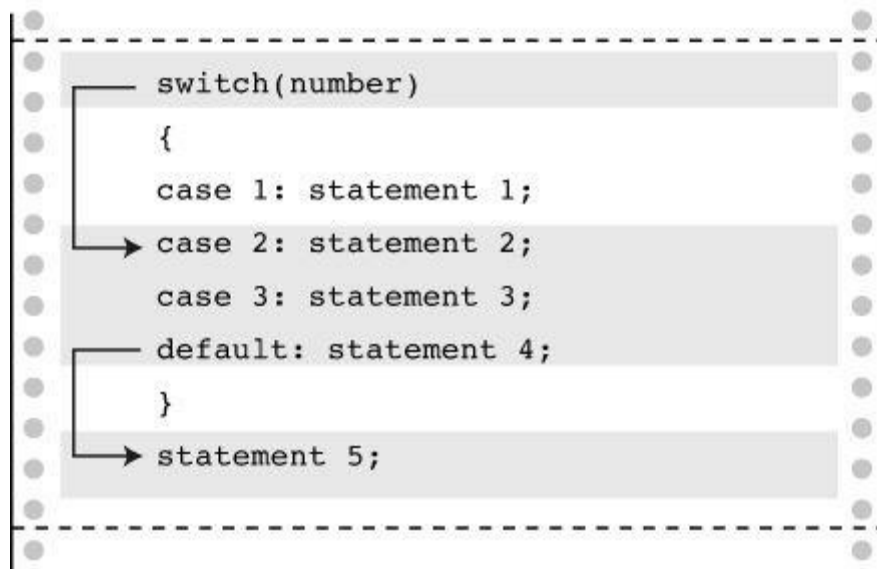 switch(number)
{
case 1: statement 1;
case 2: statement 2;
case 3: statement 3;
default: statement 4;
}
statement 5;